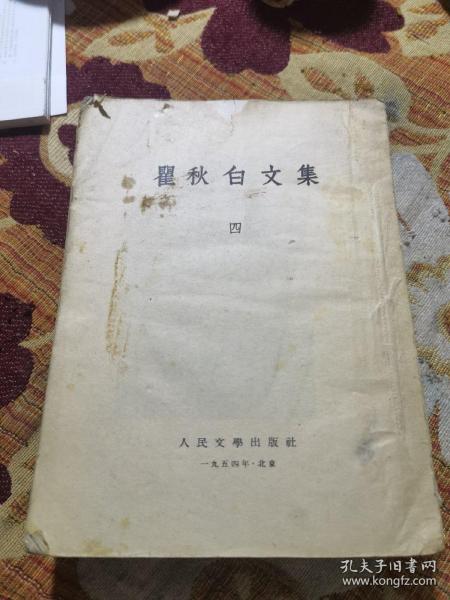 瞿秋白文集
四
人民文學出版社
一九五四年·北京
孔夫子旧书网
www.kongfz.com